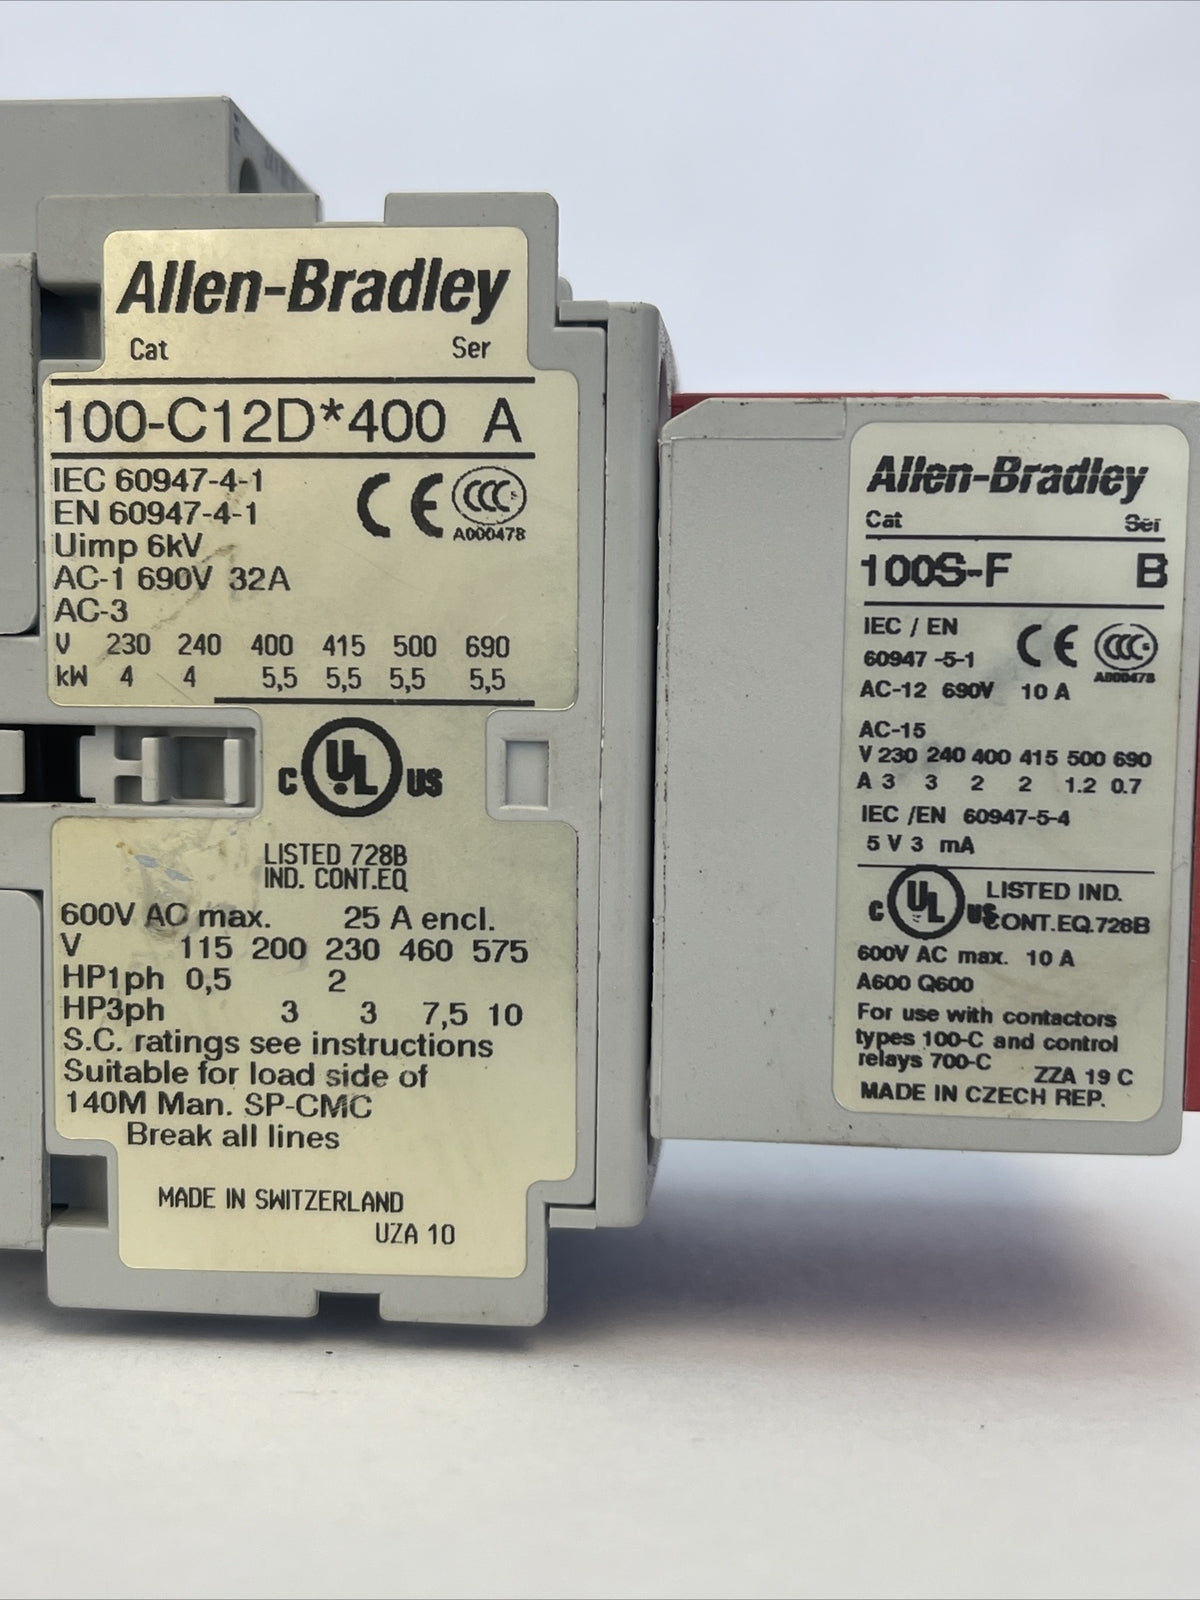 Allen-Bradley
Cat Ser
100-C12D*400 A
IEC 60947-4-1
EN 60947-4-1
CE CCC
A000478
Uimp 6kV
AC-1 690V 32A
AC-3
V 230 240 400 415 500 690
kW 4 4 5,5 5,5 5,5 5,5
C UL US
LISTED 728B
IND. CONT.EQ
600V AC max. 25 A encl.
V 115 200 230 460 575
HP1ph 0,5 2
HP3ph 3 3 7,5 10
S.C. ratings see instructions
Suitable for load side of
140M Man. SP-CMC
Break all lines
MADE IN SWITZERLAND
UZA 10
Allen-Bradley
Cat Ser
100S-F B
IEC / EN
60947 -5-1
CE CCC
A000478
AC-12 690V 10 A
AC-15
V 230 240 400 415 500 690
A 3 3 2 2 1.2 0.7
IEC /EN 60947-5-4
5 V 3 mA
C UL US LISTED IND.
CONT.EQ.728B
600V AC max. 10 A
A600 Q600
For use with contactors
types 100-C and control
relays 700-C
ZZA 19 C
MADE IN CZECH REP.